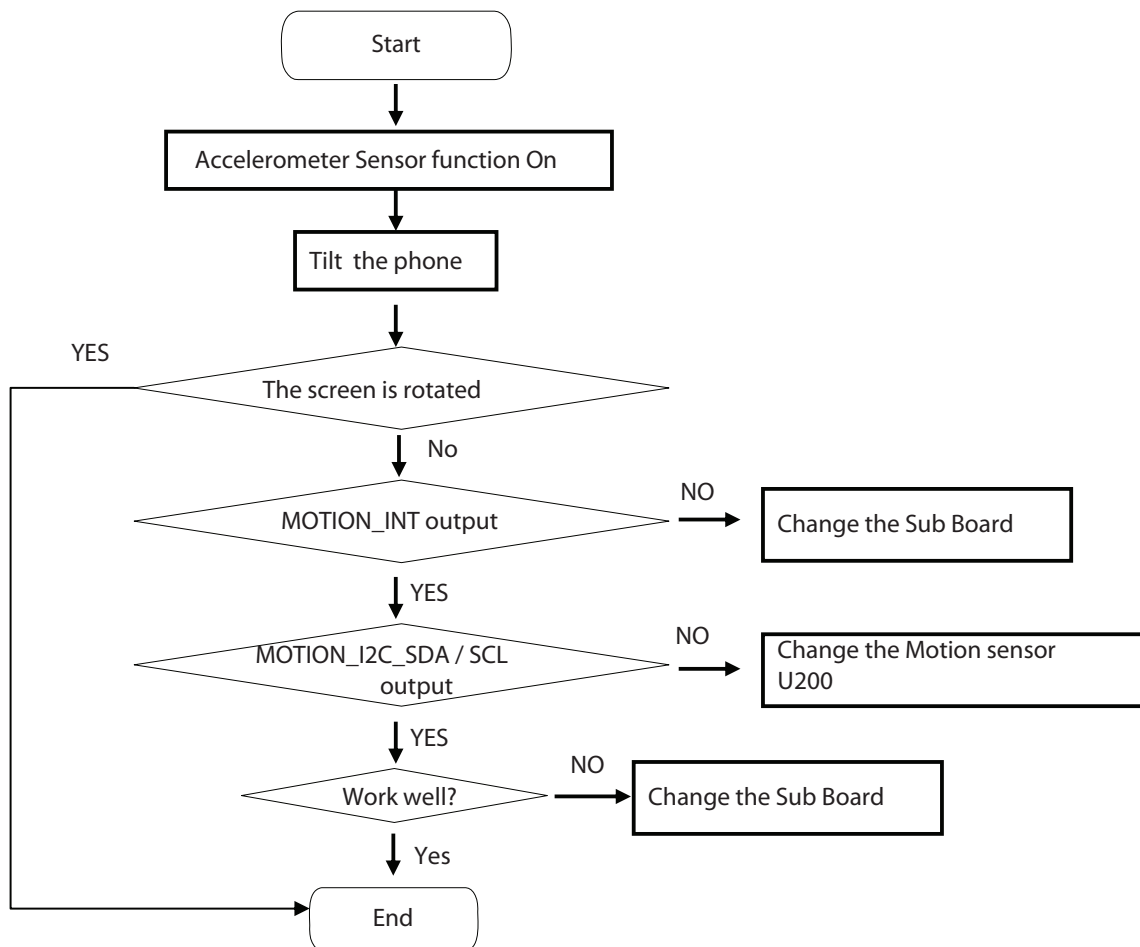 Start
Accelerometer Sensor function On
Tilt the phone
YES
The screen is rotated
No
MOTION_INT output
NO
Change the Sub Board
YES
MOTION_I2C_SDA / SCL
output
NO
Change the Motion sensor
U200
YES
Work well?
NO
Change the Sub Board
Yes
End